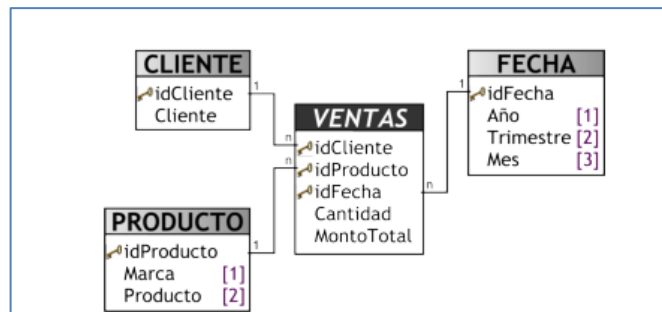 CLIENTE
1
idCliente
Cliente
FECHA
1
idFecha
Año [1]
Trimestre [2]
Mes [3]
VENTAS
n
idCliente
n
idProducto
idFecha
n
Cantidad
MontoTotal
PRODUCTO
idProducto
1
Marca [1]
Producto [2]